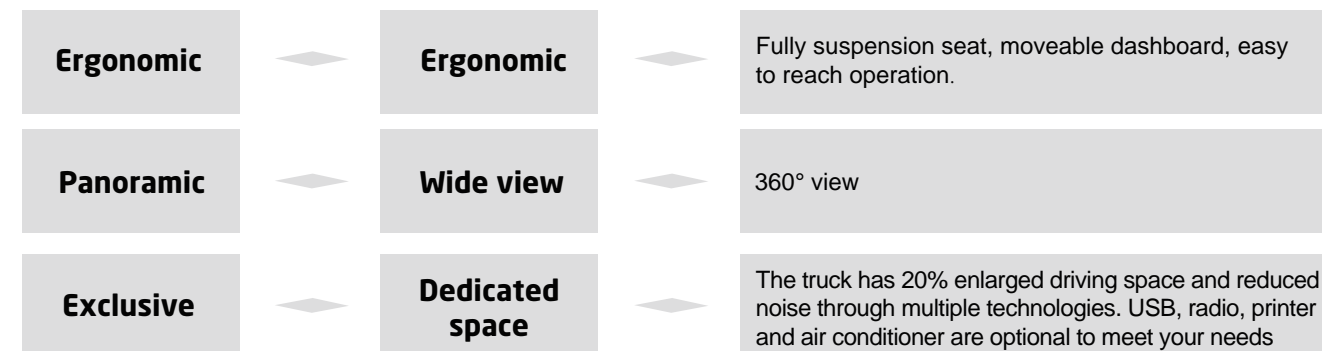 Ergonomic
Ergonomic
Fully suspension seat, moveable dashboard, easy
to reach operation.
Panoramic
Wide view
360° view
Exclusive
Dedicated
space
The truck has 20% enlarged driving space and reduced
noise through multiple technologies. USB, radio, printer
and air conditioner are optional to meet your needs